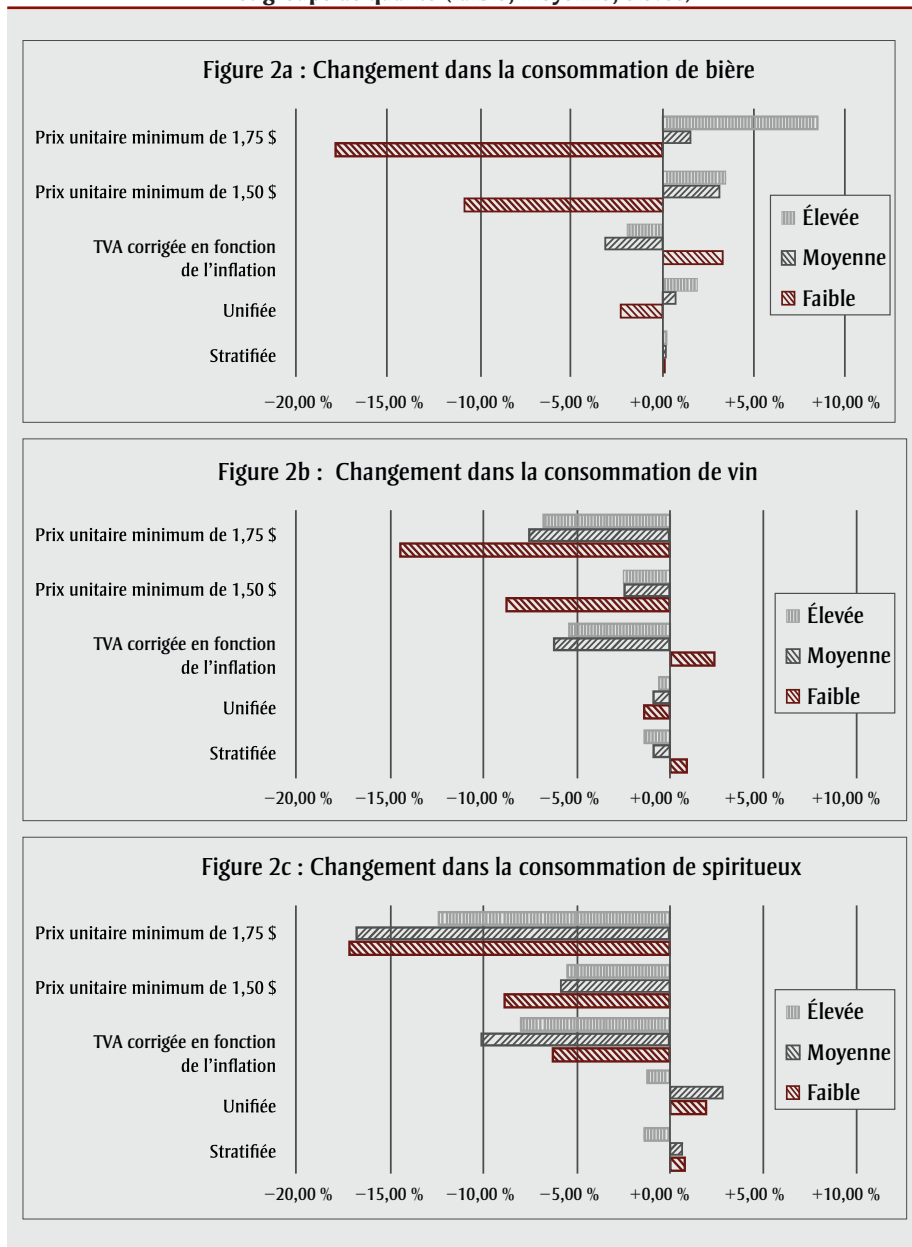 Figure 2a : Changement dans la consommation de bière
Prix unitaire minimum de 1,75 $
Prix unitaire minimum de 1,50 $
TVA corrigée en fonction
de l'inflation
Unifiée
Stratifiée
Élevée
Moyenne
Faible
−20,00 % −15,00 % −10,00 % −5,00 % +0,00 % +5,00 % +10,00 %
Figure 2b : Changement dans la consommation de vin
Prix unitaire minimum de 1,75 $
Prix unitaire minimum de 1,50 $
TVA corrigée en fonction
de l'inflation
Unifiée
Stratifiée
Élevée
Moyenne
Faible
−20,00 % −15,00 % −10,00 % −5,00 % +0,00 % +5,00 % +10,00 %
Figure 2c : Changement dans la consommation de spiritueux
Prix unitaire minimum de 1,75 $
Prix unitaire minimum de 1,50 $
TVA corrigée en fonction
de l'inflation
Unifiée
Stratifiée
Élevée
Moyenne
Faible
−20,00 % −15,00 % −10,00 % −5,00 % +0,00 % +5,00 % +10,00 %